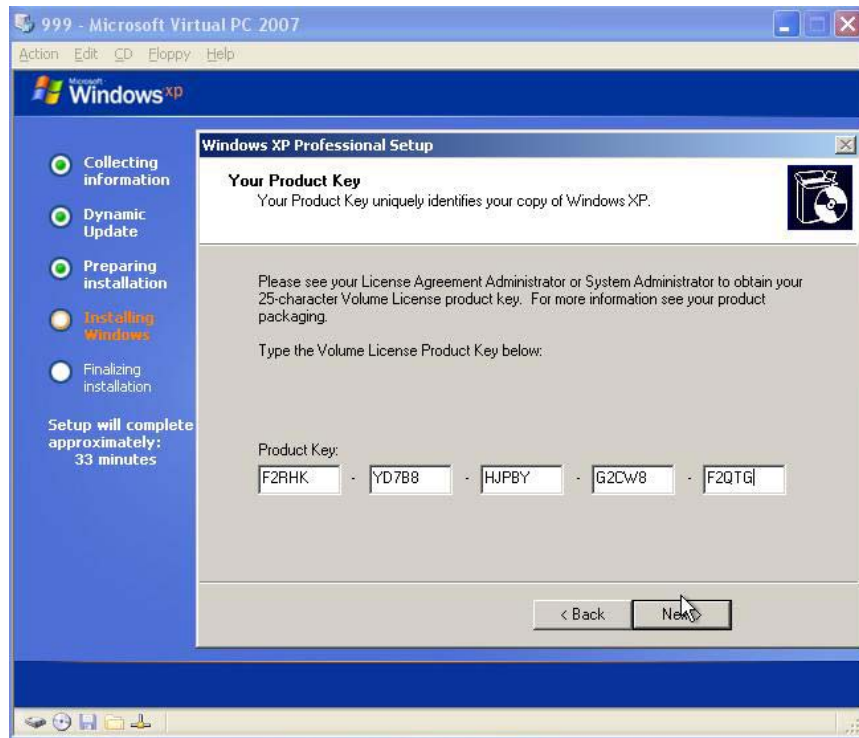 999 - Microsoft Virtual PC 2007
Action Edit CD Floppy Help
Microsoft
Windows xp
Collecting
information
Dynamic
Update
Preparing
installation
Installing
Windows
Finalizing
installation
Setup will complete
approximately:
33 minutes
Windows XP Professional Setup
Your Product Key
Your Product Key uniquely identifies your copy of Windows XP.
Please see your License Agreement Administrator or System Administrator to obtain your
25-character Volume License product key. For more information see your product
packaging.
Type the Volume License Product Key below:
Product Key:
F2RHK - YD7B8 - HJPBY - G2CW8 - F2QTG
< Back Next >